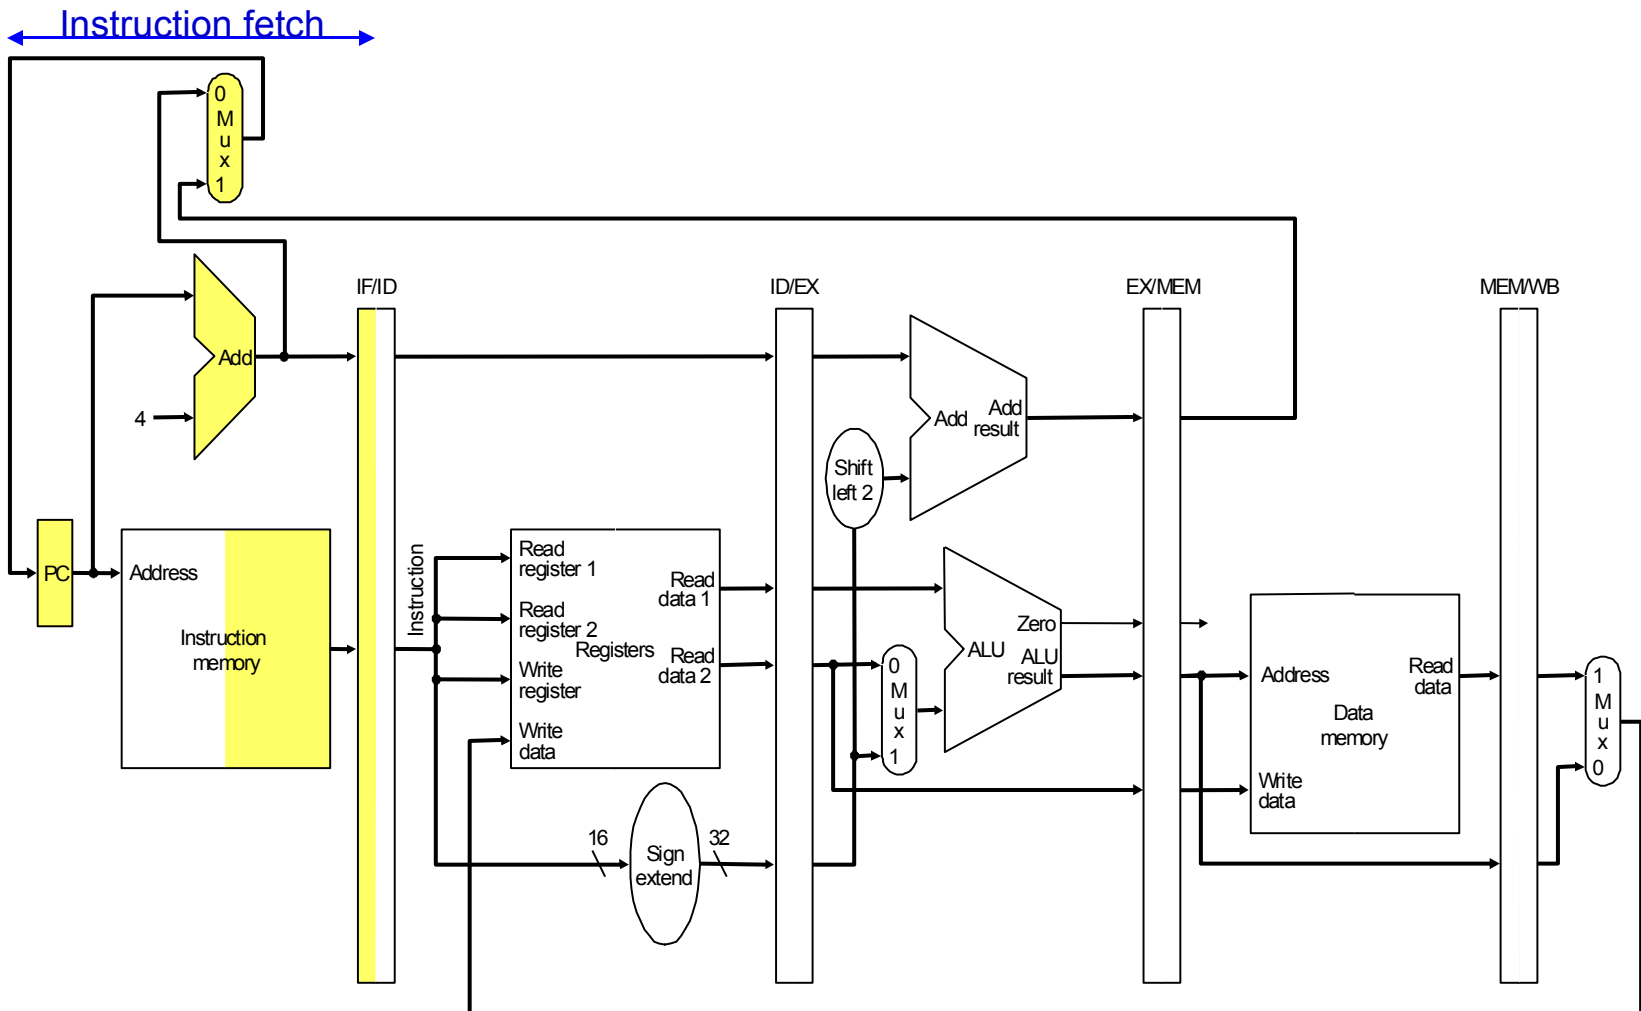 Instruction fetch
0
M
u
x
1
IF/ID
ID/EX
EX/MEM
MEM/WB
Add
4
Add
Add
result
Shift
left 2
PC
Address
Instruction
memory
Instruction
Read
register 1
Read
register 2
Registers
Write
register
Write
data
Read
data 1
Read
data 2
16
Sign
extend
32
0
M
u
x
1
Zero
ALU
ALU
result
Address
Read
data
Data
memory
Write
data
1
M
u
x
0